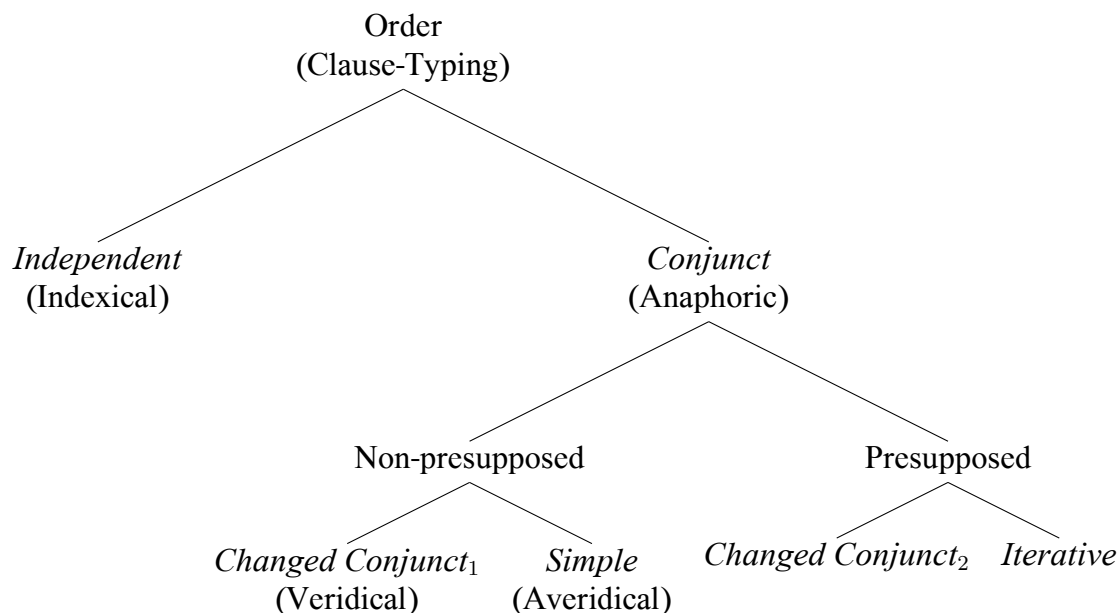 Order
(Clause-Typing)
Independent
(Indexical)
Conjunct
(Anaphoric)
Non-presupposed
Presupposed
Changed Conjunct₁
(Veridical)
Simple
(Averidical)
Changed Conjunct₂
Iterative